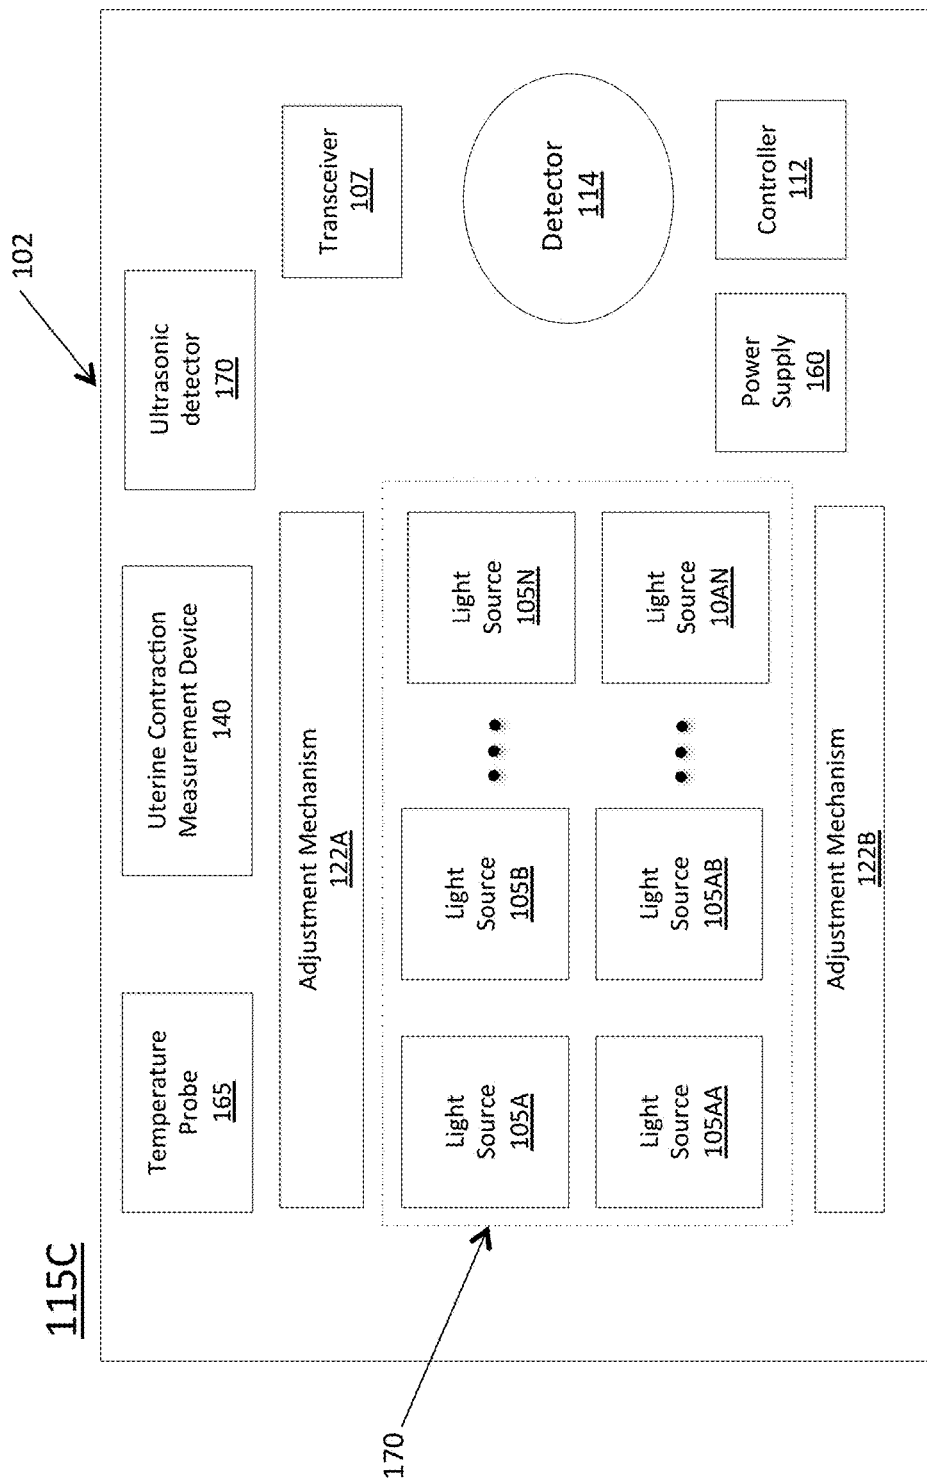 115C
102
Temperature
Probe
165
Uterine Contraction
Measurement Device
140
Ultrasonic
detector
170
Adjustment Mechanism
122A
Transceiver
107
170
Light
Source
105A
Light
Source
105B
Light
Source
105N
Light
Source
105AA
Light
Source
105AB
Light
Source
10AN
Detector
114
Power
Supply
160
Controller
112
Adjustment Mechanism
122B